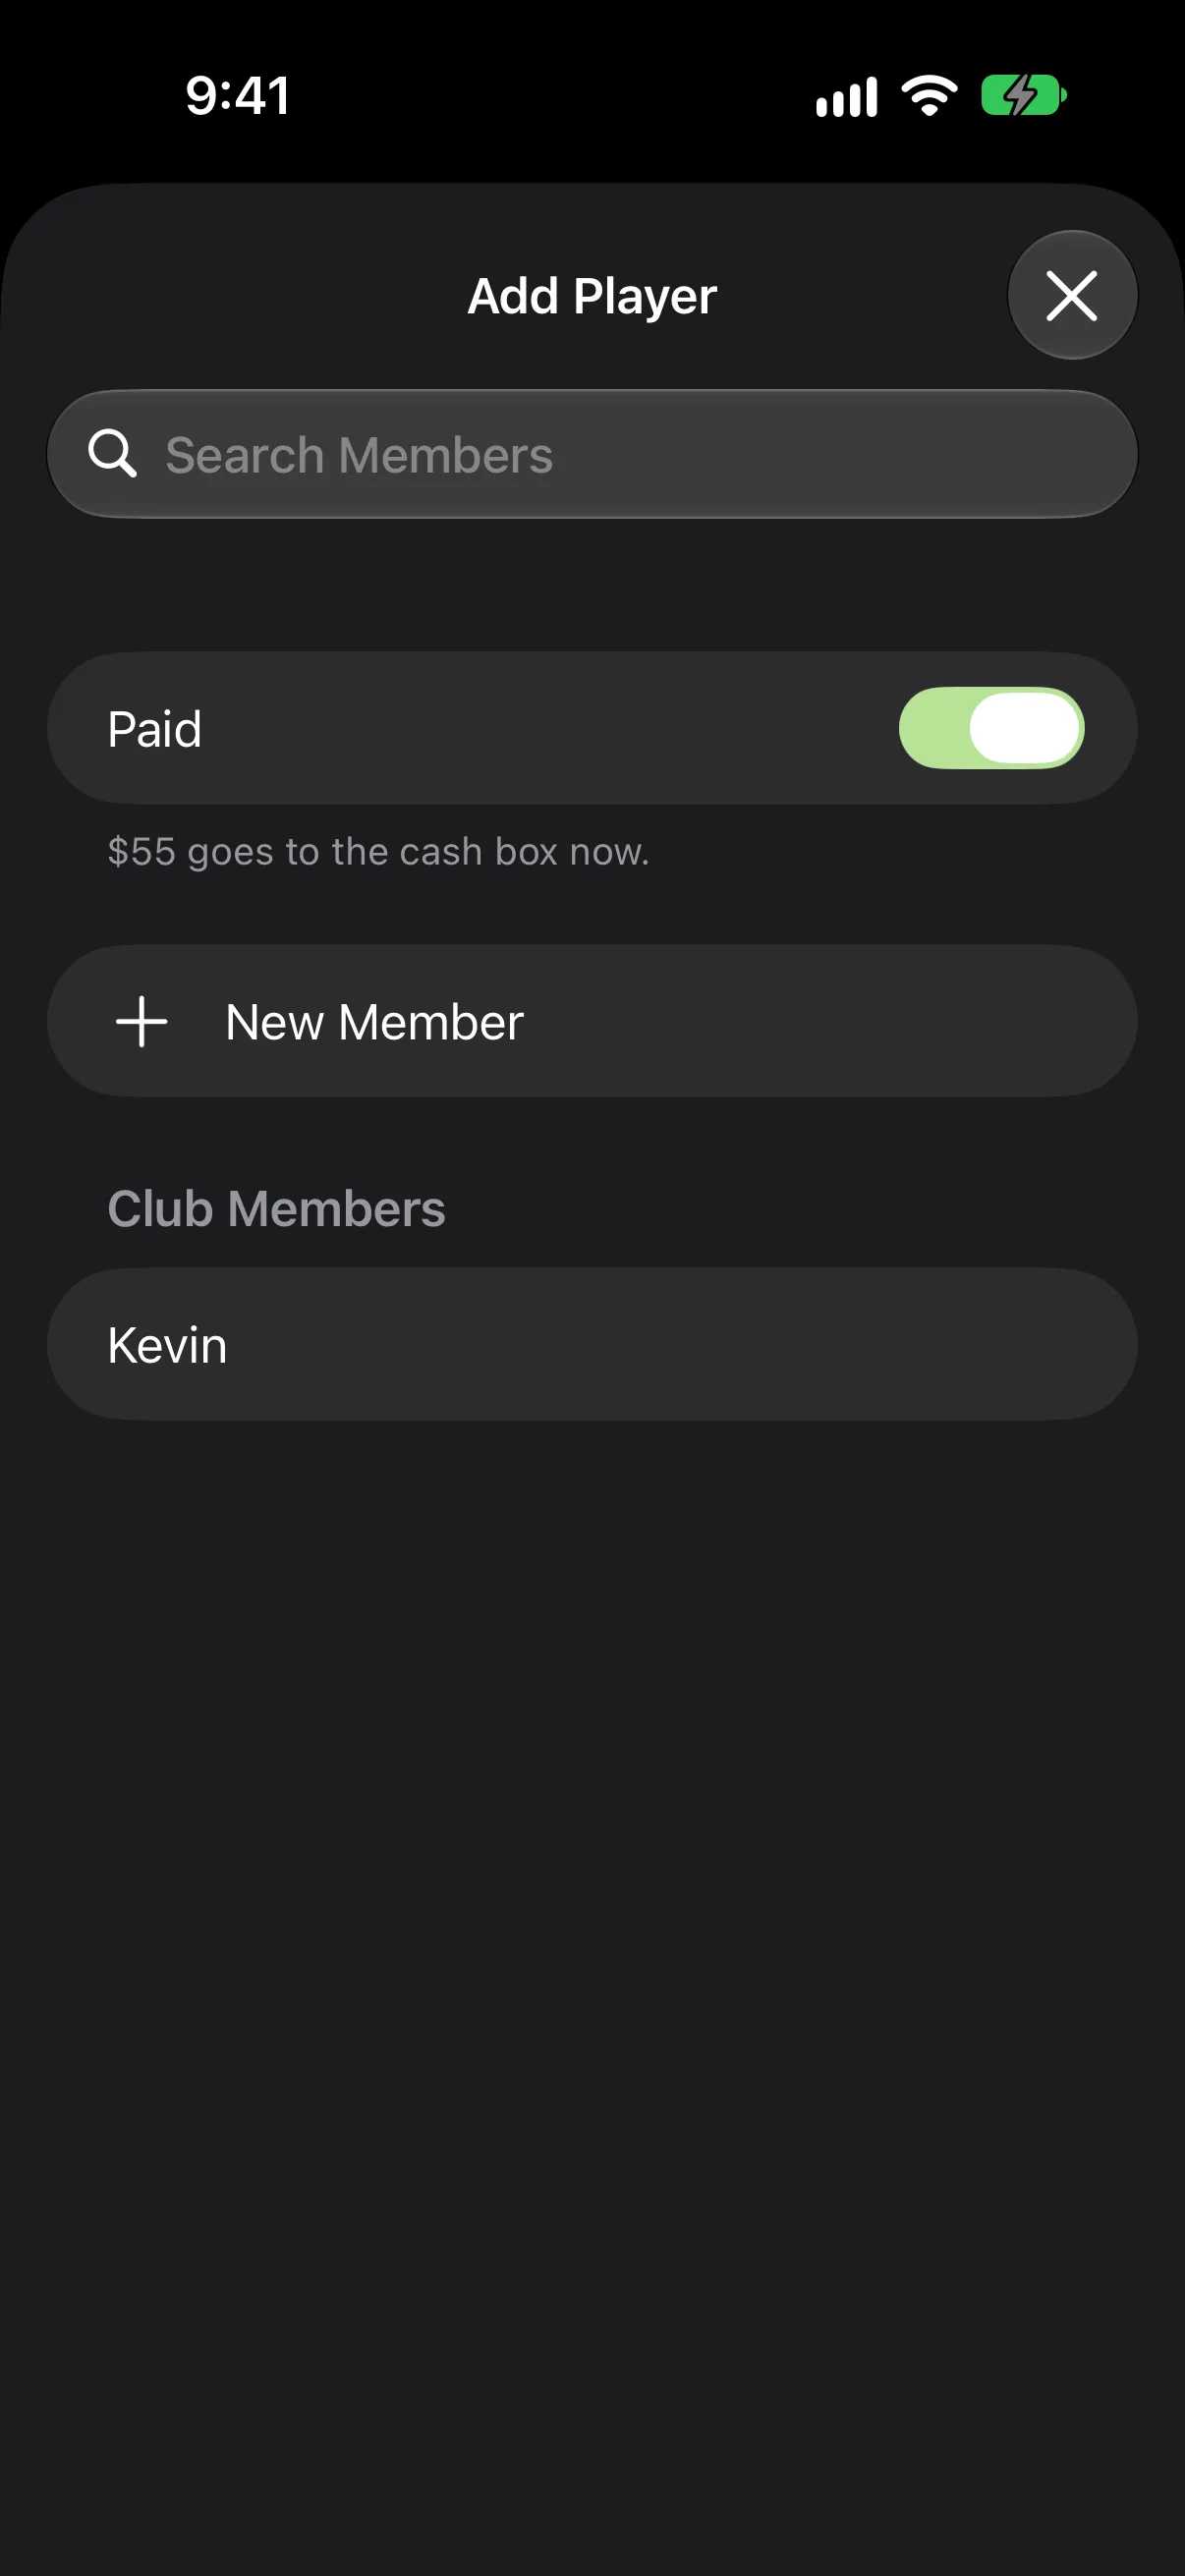 9:41
Add Player
Search Members
Paid
$55 goes to the cash box now.
New Member
Club Members
Kevin